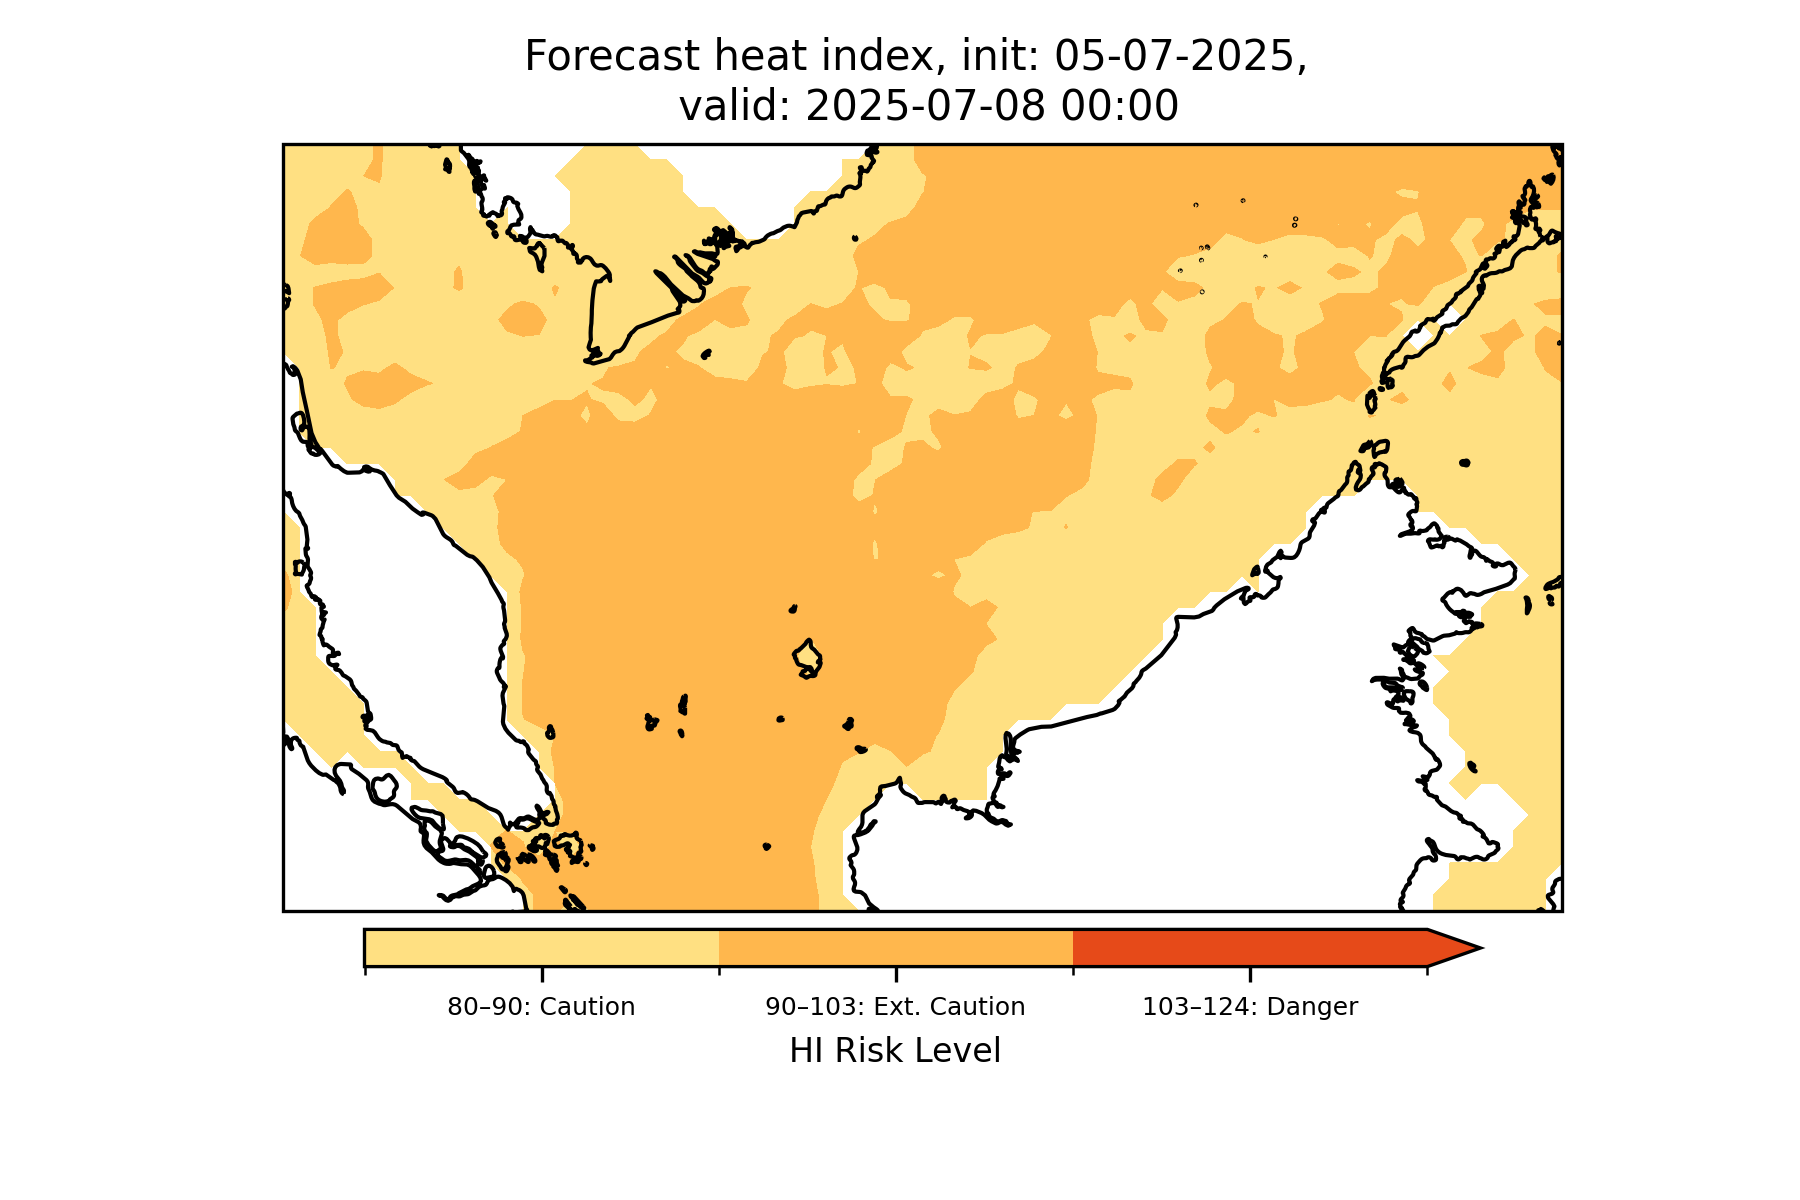 Forecast heat index, init: 05-07-2025,
valid: 2025-07-08 00:00
80–90: Caution
90–103: Ext. Caution
103–124: Danger
HI Risk Level